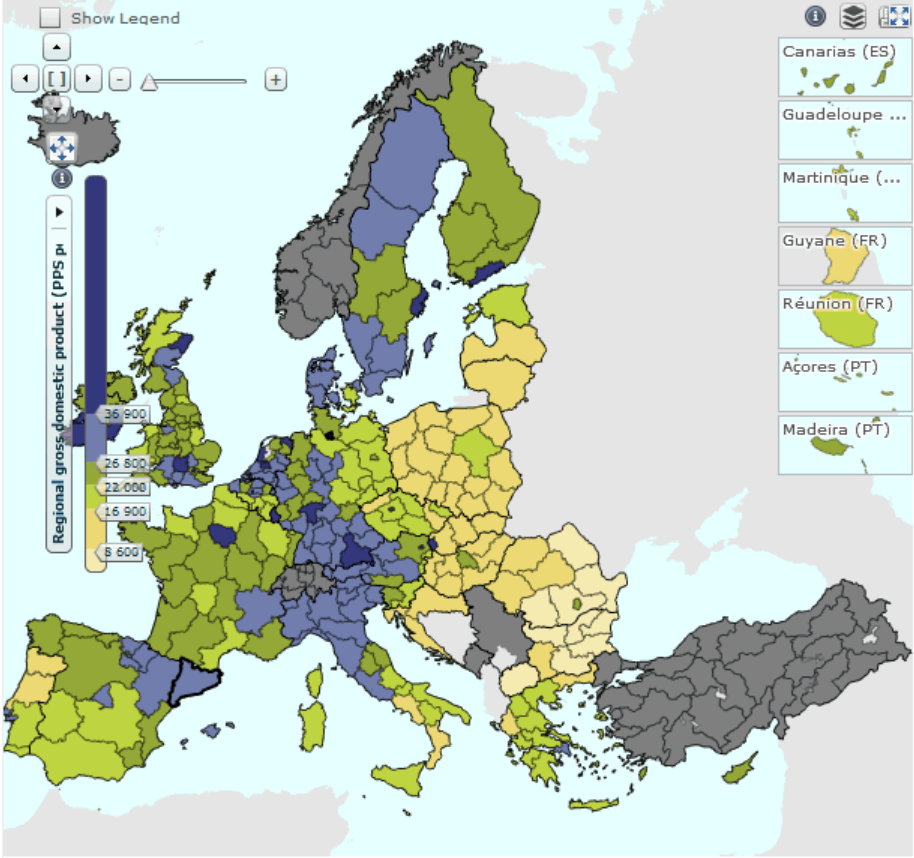 Show Legend
[ ]
-
+
i
i
Canarias (ES)
Guadeloupe ...
Martinique (...
Guyane (FR)
Réunion (FR)
Açores (PT)
Madeira (PT)
Regional gross domestic product (PPS p
36 900
26 800
22 000
16 900
8 600